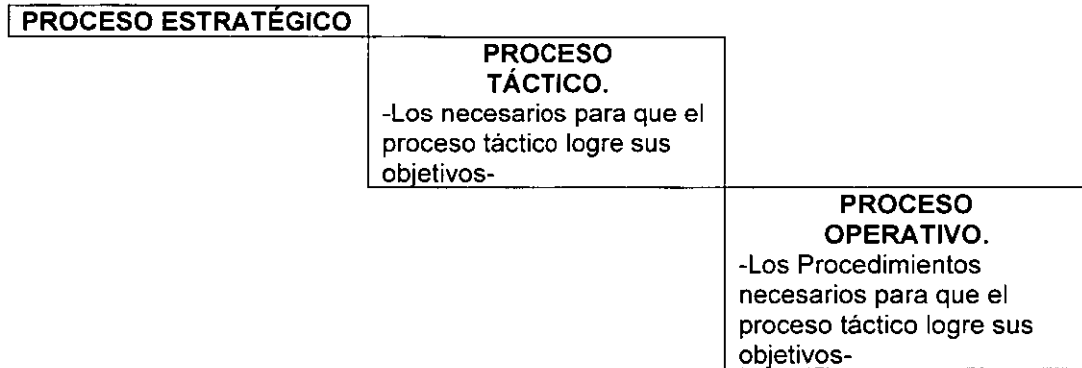 PROCESO ESTRATÉGICO
PROCESO
TÁCTICO.
-Los necesarios para que el
proceso táctico logre sus
objetivos-
PROCESO
OPERATIVO.
-Los Procedimientos
necesarios para que el
proceso táctico logre sus
objetivos-